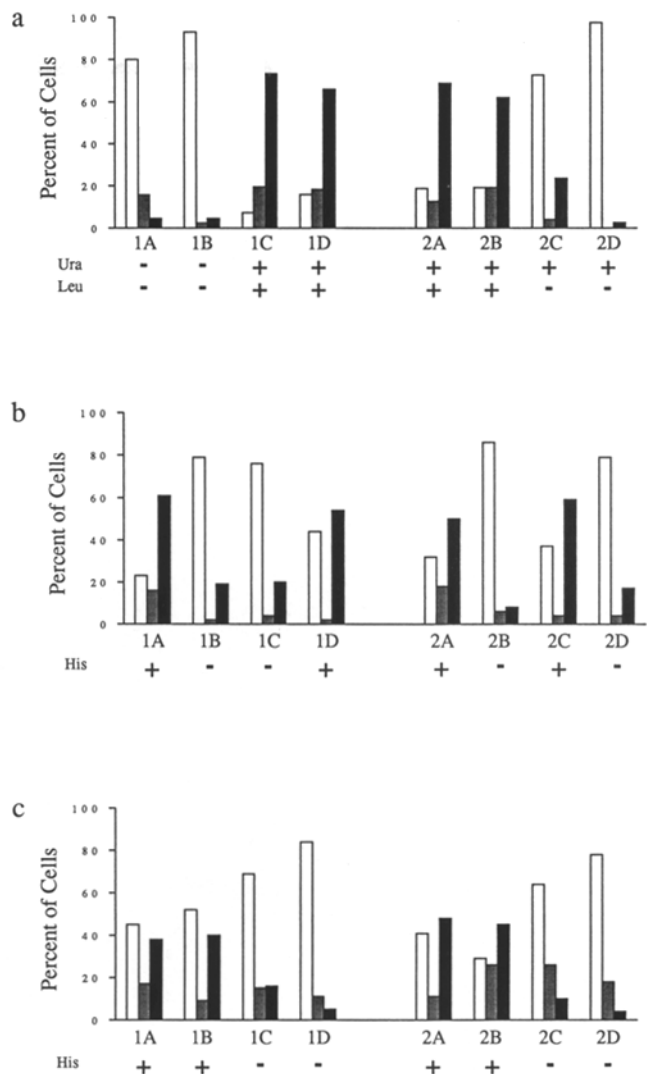 a
Percent of Cells
100
80
60
40
20
0
1A 1B 1C 1D 2A 2B 2C 2D
Ura - - + + + + + +
Leu - - + + + + - -
b
Percent of Cells
100
80
60
40
20
0
1A 1B 1C 1D 2A 2B 2C 2D
His + - - + + - + -
c
Percent of Cells
100
80
60
40
20
0
1A 1B 1C 1D 2A 2B 2C 2D
His + + - - + + - -